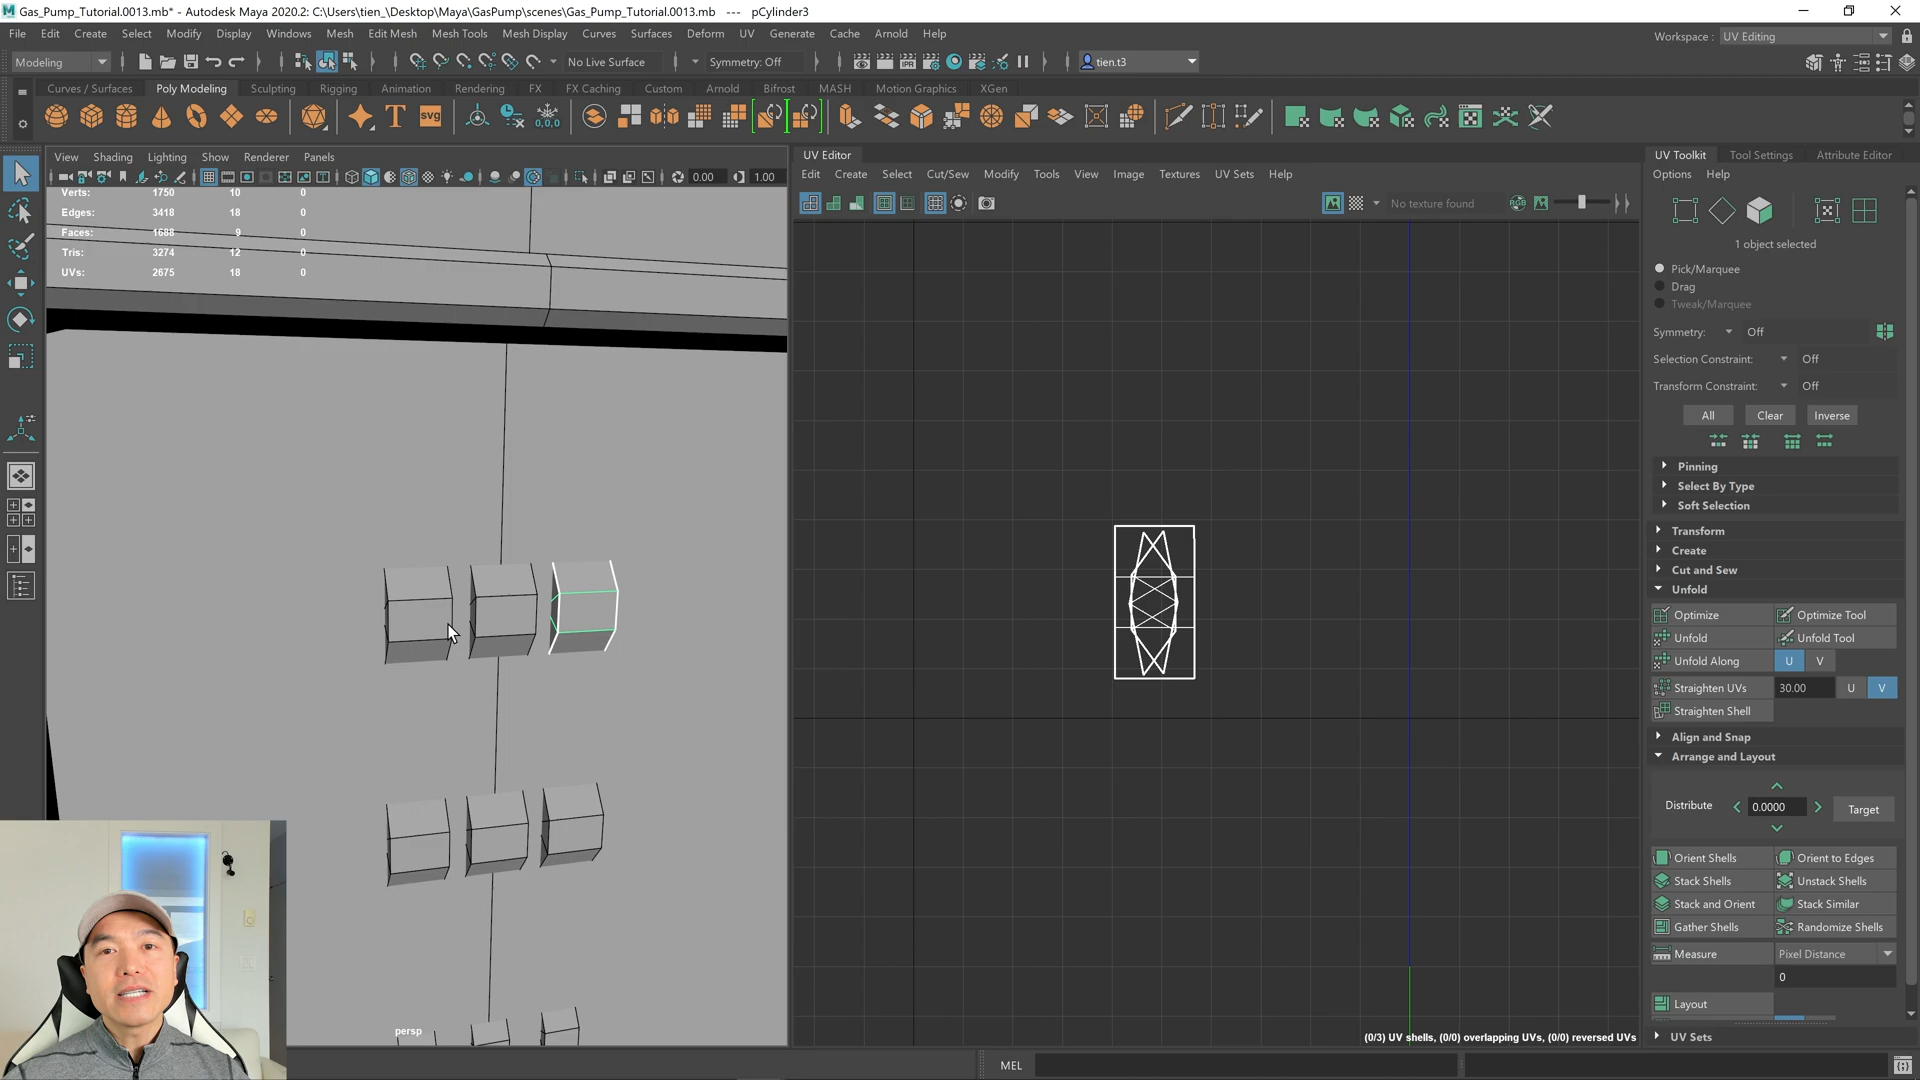 Gas_Pump_Tutorial.0013.mb* - Autodesk Maya 2020.2: C:\Users\tien_\Desktop\Maya\GasPump\scenes\Gas_Pump_Tutorial.0013.mb   ---   pCylinder3
File Edit Create Select Modify Display Windows Mesh Edit Mesh Mesh Tools Mesh Display Curves Surfaces Deform UV Generate Cache Arnold Help
Workspace : UV Editing
Modeling
No Live Surface
Symmetry: Off
tien.t3
Curves / Surfaces Poly Modeling Sculpting Rigging Animation Rendering FX FX Caching Custom Arnold Bifrost MASH Motion Graphics XGen
SVG
0,0,0
View Shading Lighting Show Renderer Panels
0.00
1.00
Verts: 1750 10 0
Edges: 3418 18 0
Faces: 1688 9 0
Tris: 3274 12 0
UVs: 2675 18 0
persp
UV Editor
Edit Create Select Cut/Sew Modify Tools View Image Textures UV Sets Help
No texture found
RGB
(0/3) UV shells, (0/0) overlapping UVs, (0/0) reversed UVs
UV Toolkit Tool Settings Attribute Editor
Options Help
1 object selected
Pick/Marquee
Drag
Tweak/Marquee
Symmetry: Off
Selection Constraint: Off
Transform Constraint: Off
All Clear Inverse
Pinning
Select By Type
Soft Selection
Transform
Create
Cut and Sew
Unfold
Optimize Optimize Tool
Unfold Unfold Tool
Unfold Along U V
Straighten UVs 30.00 U V
Straighten Shell
Align and Snap
Arrange and Layout
Distribute 0.0000 Target
Orient Shells Orient to Edges
Stack Shells Unstack Shells
Stack and Orient Stack Similar
Gather Shells Randomize Shells
Measure Pixel Distance
0
Layout
UV Sets
MEL